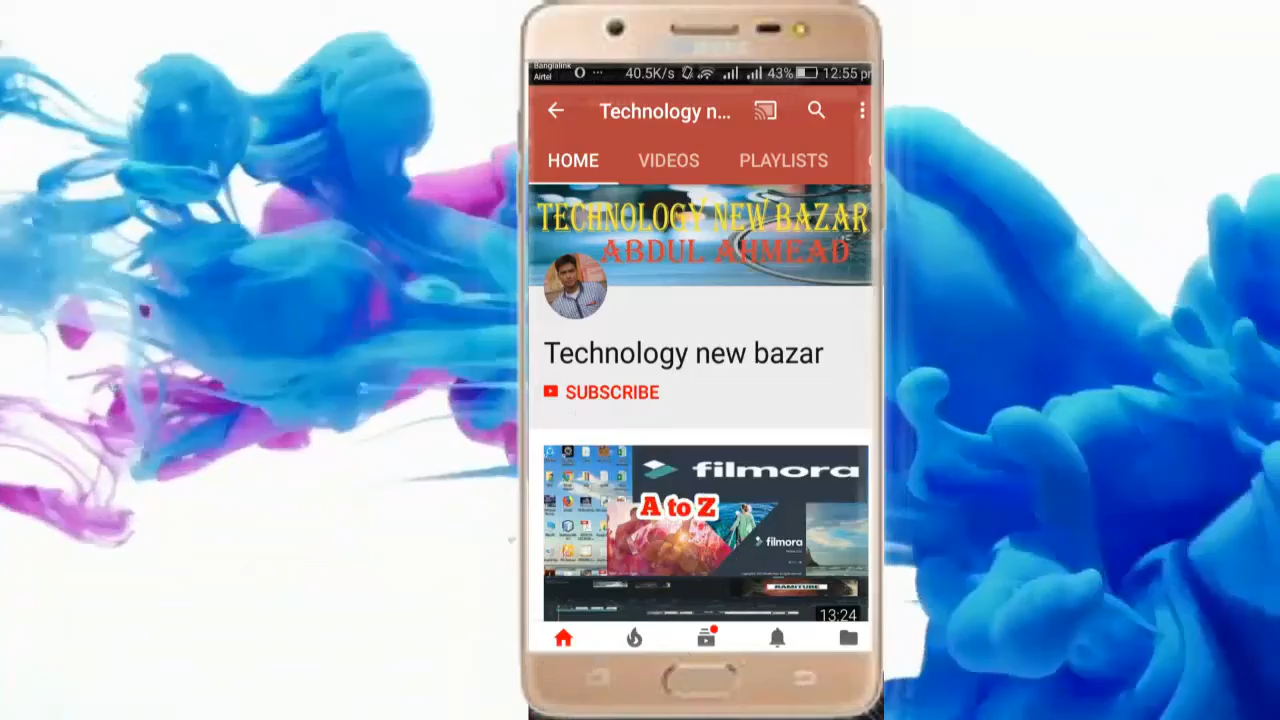 Banglalink
Airtel
40.5K/s 43% 12:55 pm
Technology n...
HOME VIDEOS PLAYLISTS
TECHNOLOGY NEW BAZAR
ABDUL AHMEAD
Technology new bazar
SUBSCRIBE
filmora
A to Z
filmora
13:24